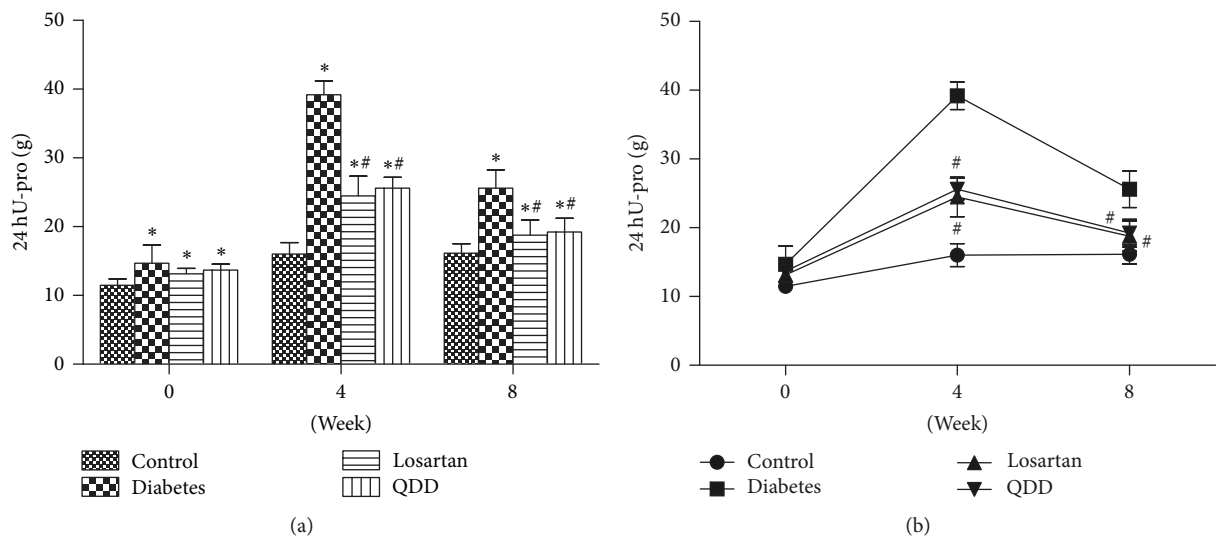 50
40
30
20
10
0
24 hU-pro (g)
*
*
*
*
*#
*#
*
*#
*#
0
4
8
(Week)
Control
Diabetes
Losartan
QDD
(a)
50
40
30
20
10
0
24 hU-pro (g)
#
#
#
#
0
4
8
(Week)
Control
Diabetes
Losartan
QDD
(b)